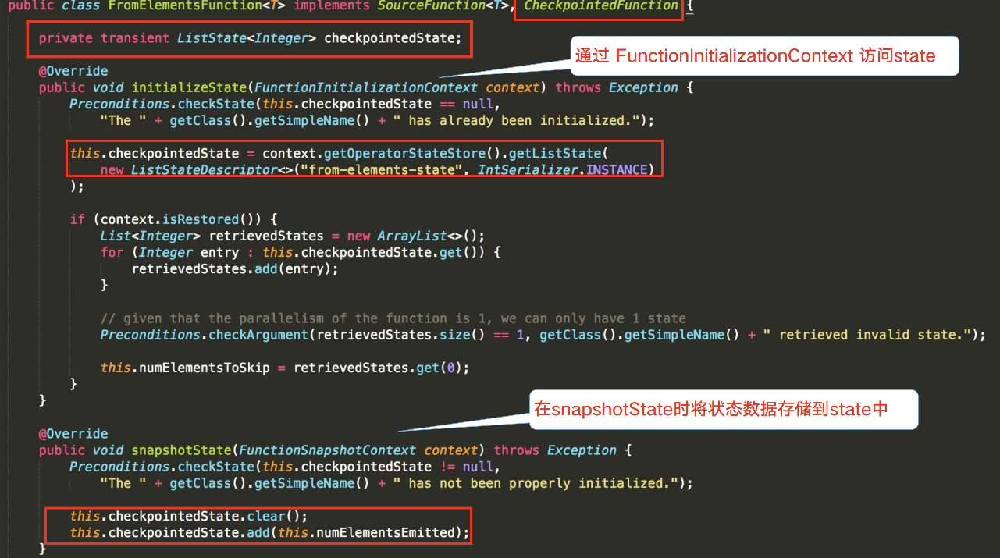 public class FromElementsFunction<T> implements SourceFunction<T>, CheckpointedFunction {
private transient ListState<Integer> checkpointedState;
通过 FunctionInitializationContext 访问state
@Override
public void initializeState(FunctionInitializationContext context) throws Exception {
Preconditions.checkState(this.checkpointedState == null,
"The " + getClass().getSimpleName() + " has already been initialized.");
this.checkpointedState = context.getOperatorStateStore().getListState(
new ListStateDescriptor<>("from-elements-state", IntSerializer.INSTANCE)
);
if (context.isRestored()) {
List<Integer> retrievedStates = new ArrayList<>();
for (Integer entry : this.checkpointedState.get()) {
retrievedStates.add(entry);
}
// given that the parallelism of the function is 1, we can only have 1 state
Preconditions.checkArgument(retrievedStates.size() == 1, getClass().getSimpleName() + " retrieved invalid state.");
this.numElementsToSkip = retrievedStates.get(0);
}
}
在snapshotState时将状态数据存储到state中
@Override
public void snapshotState(FunctionSnapshotContext context) throws Exception {
Preconditions.checkState(this.checkpointedState != null,
"The " + getClass().getSimpleName() + " has not been properly initialized.");
this.checkpointedState.clear();
this.checkpointedState.add(this.numElementsEmitted);
}